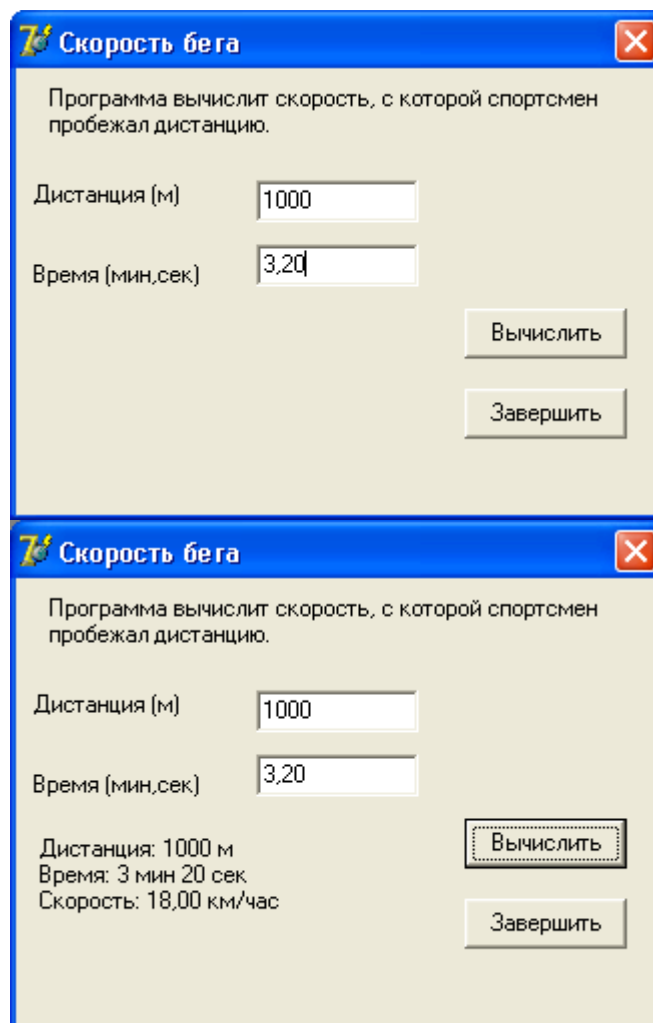 Скорость бега
Программа вычислит скорость, с которой спортсмен
пробежал дистанцию.
Дистанция (м) 1000
Время (мин,сек) 3,20
Вычислить
Завершить
Скорость бега
Программа вычислит скорость, с которой спортсмен
пробежал дистанцию.
Дистанция (м) 1000
Время (мин,сек) 3,20
Дистанция: 1000 м
Время: 3 мин 20 сек
Скорость: 18,00 км/час
Вычислить
Завершить